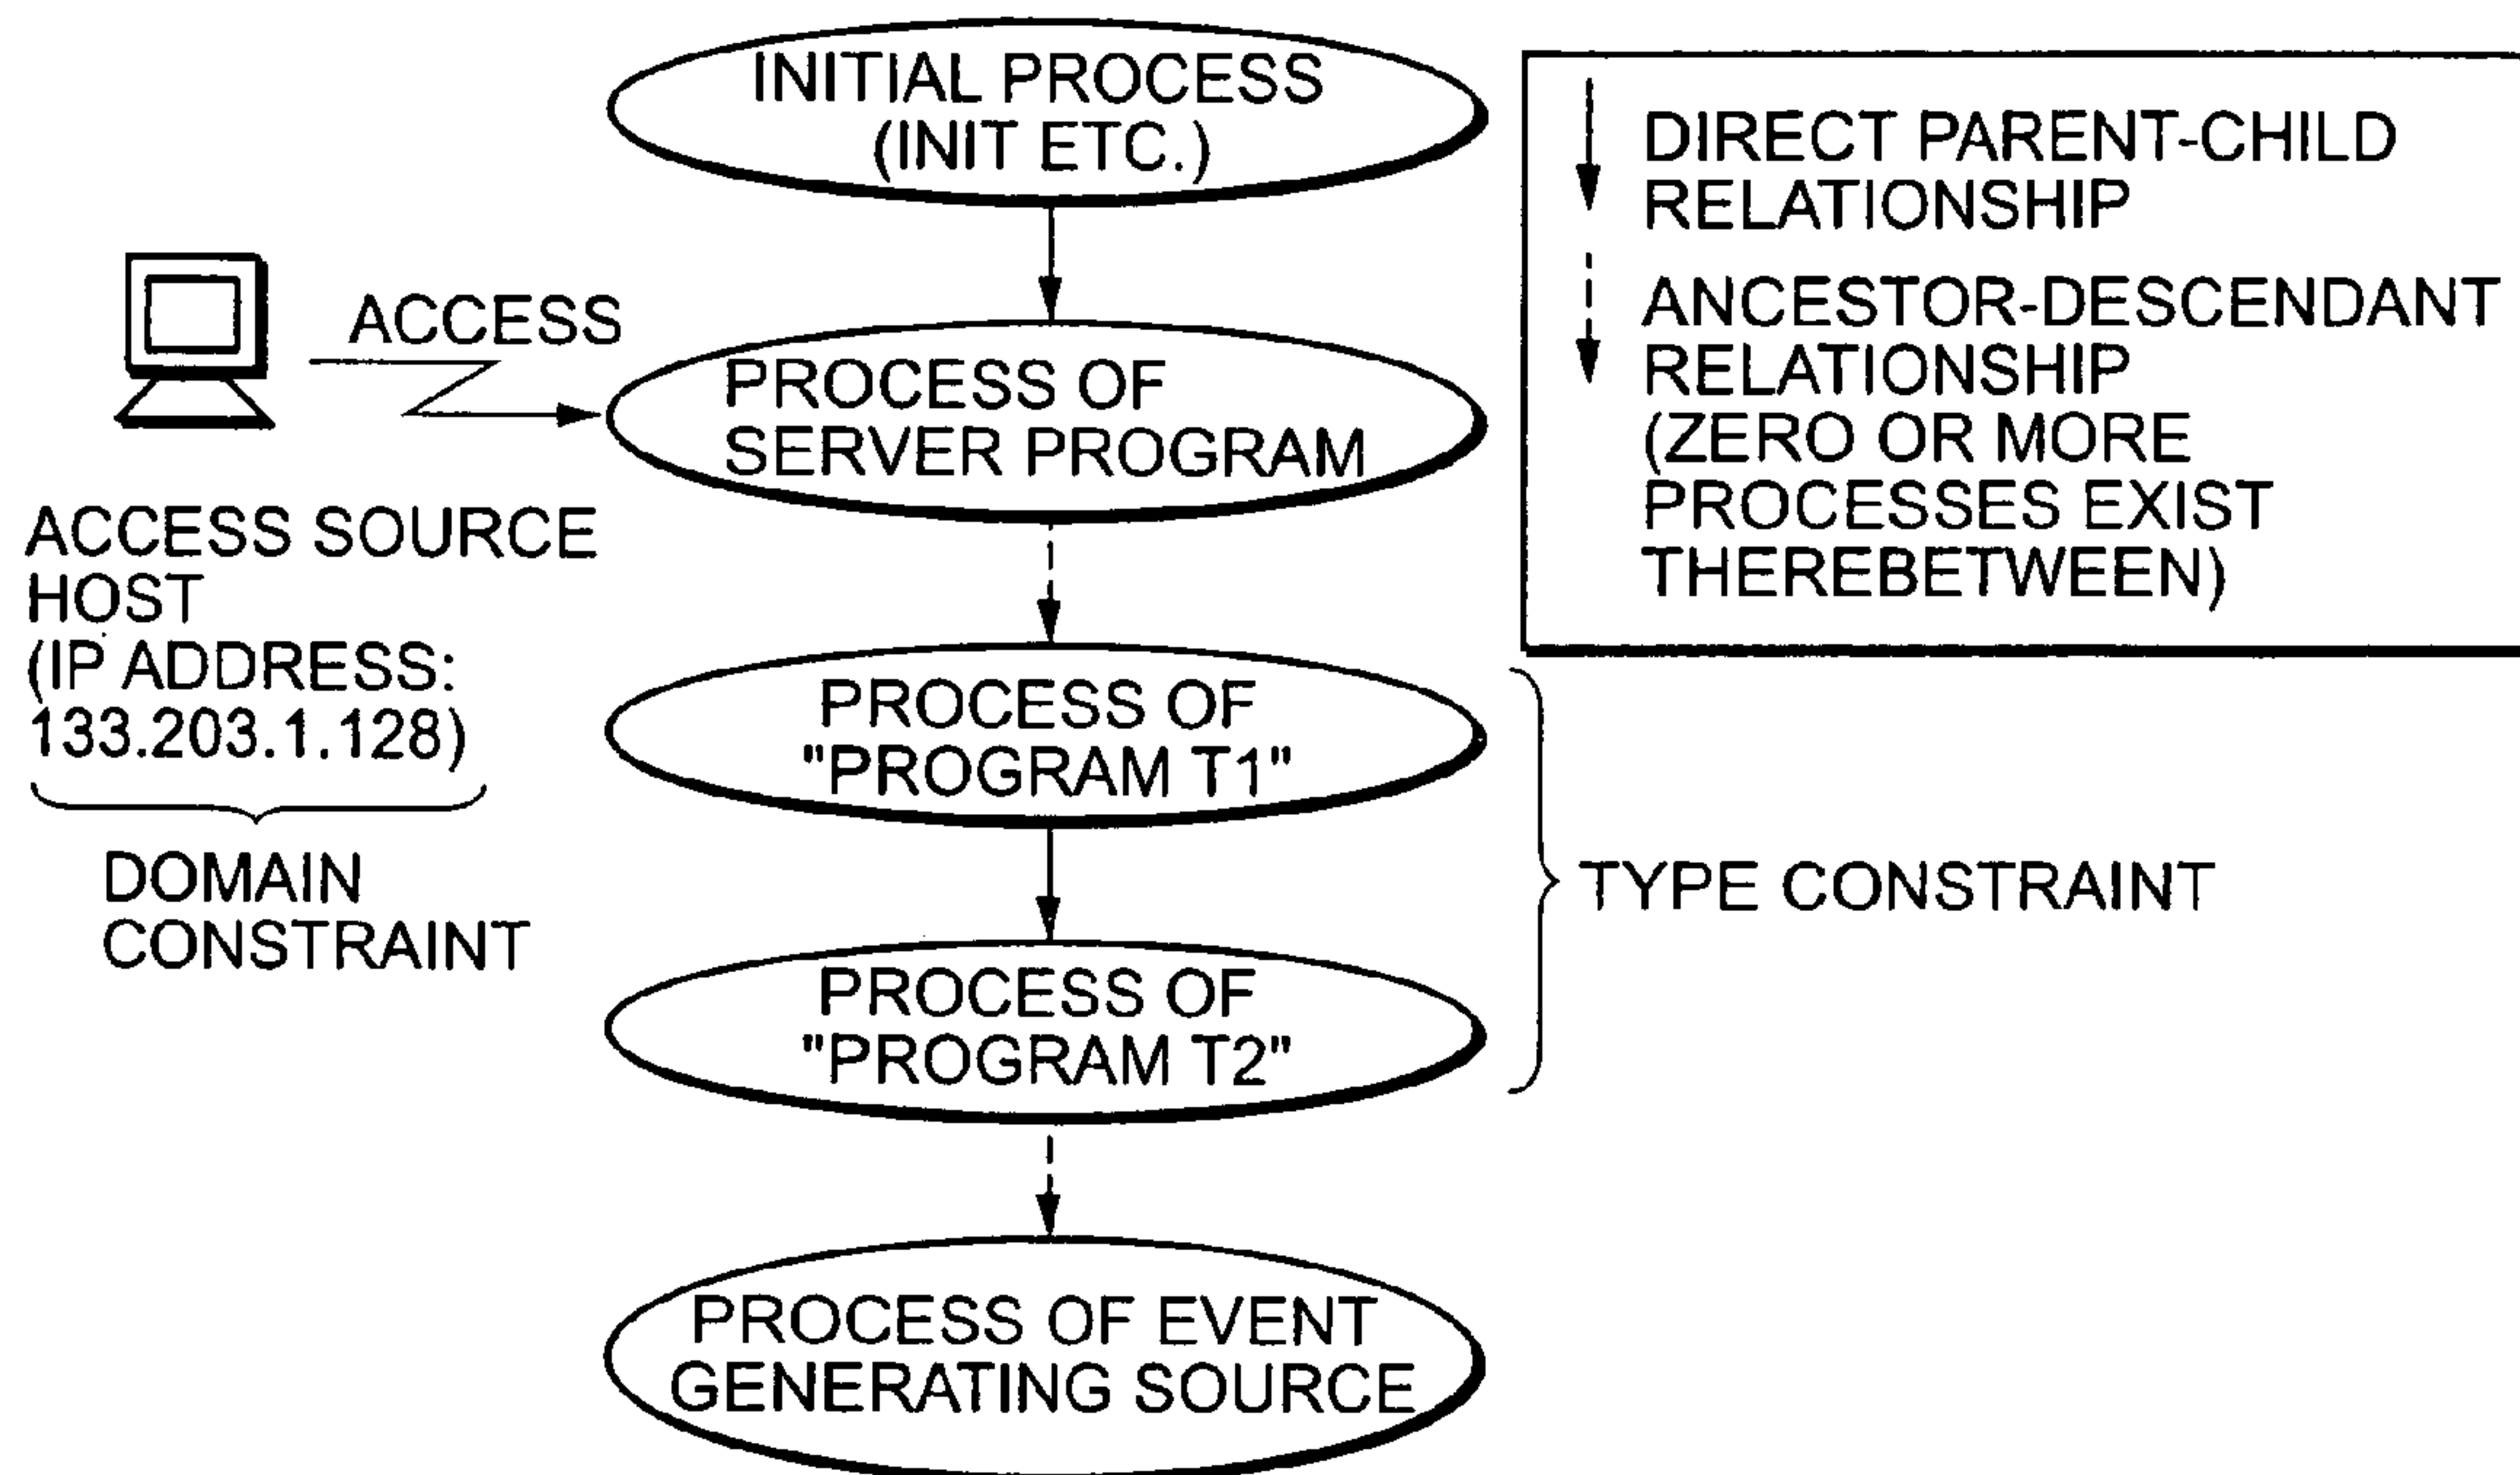 INITIAL PROCESS
(INIT ETC.)
DIRECT PARENT-CHILD
RELATIONSHIP
ANCESTOR-DESCENDANT
RELATIONSHIP
(ZERO OR MORE
PROCESSES EXIST
THEREBETWEEN)
ACCESS
PROCESS OF
SERVER PROGRAM
ACCESS SOURCE
HOST
(IP ADDRESS:
133.203.1.128)
DOMAIN
CONSTRAINT
PROCESS OF
"PROGRAM T1"
TYPE CONSTRAINT
PROCESS OF
"PROGRAM T2"
PROCESS OF EVENT
GENERATING SOURCE